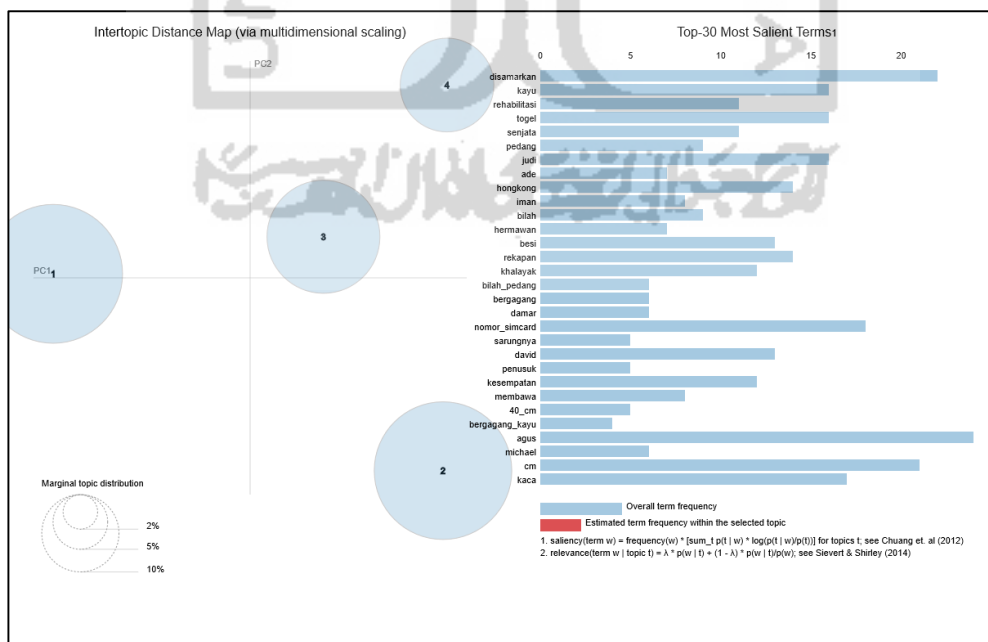 Intertopic Distance Map (via multidimensional scaling)
PC2
4
3
PC1
1
2
Marginal topic distribution
2%
5%
10%
Top-30 Most Salient Terms1
0 5 10 15 20
disamarkan
kayu
rehabilitasi
togel
senjata
pedang
judi
ade
hongkong
iman
bilah
hermawan
besi
rekapan
khalayak
bilah_pedang
bergagang
damar
nomor_simcard
sarungnya
david
penusuk
kesempatan
membawa
40_cm
bergagang_kayu
agus
michael
cm
kaca
Overall term frequency
Estimated term frequency within the selected topic
1. saliency(term w) = frequency(w) * [sum_t p(t | w) * log(p(t | w)/p(t))] for topics t; see Chuang et. al (2012)
2. relevance(term w | topic t) = λ * p(w | t) + (1 - λ) * p(w | t)/p(w); see Sievert & Shirley (2014)